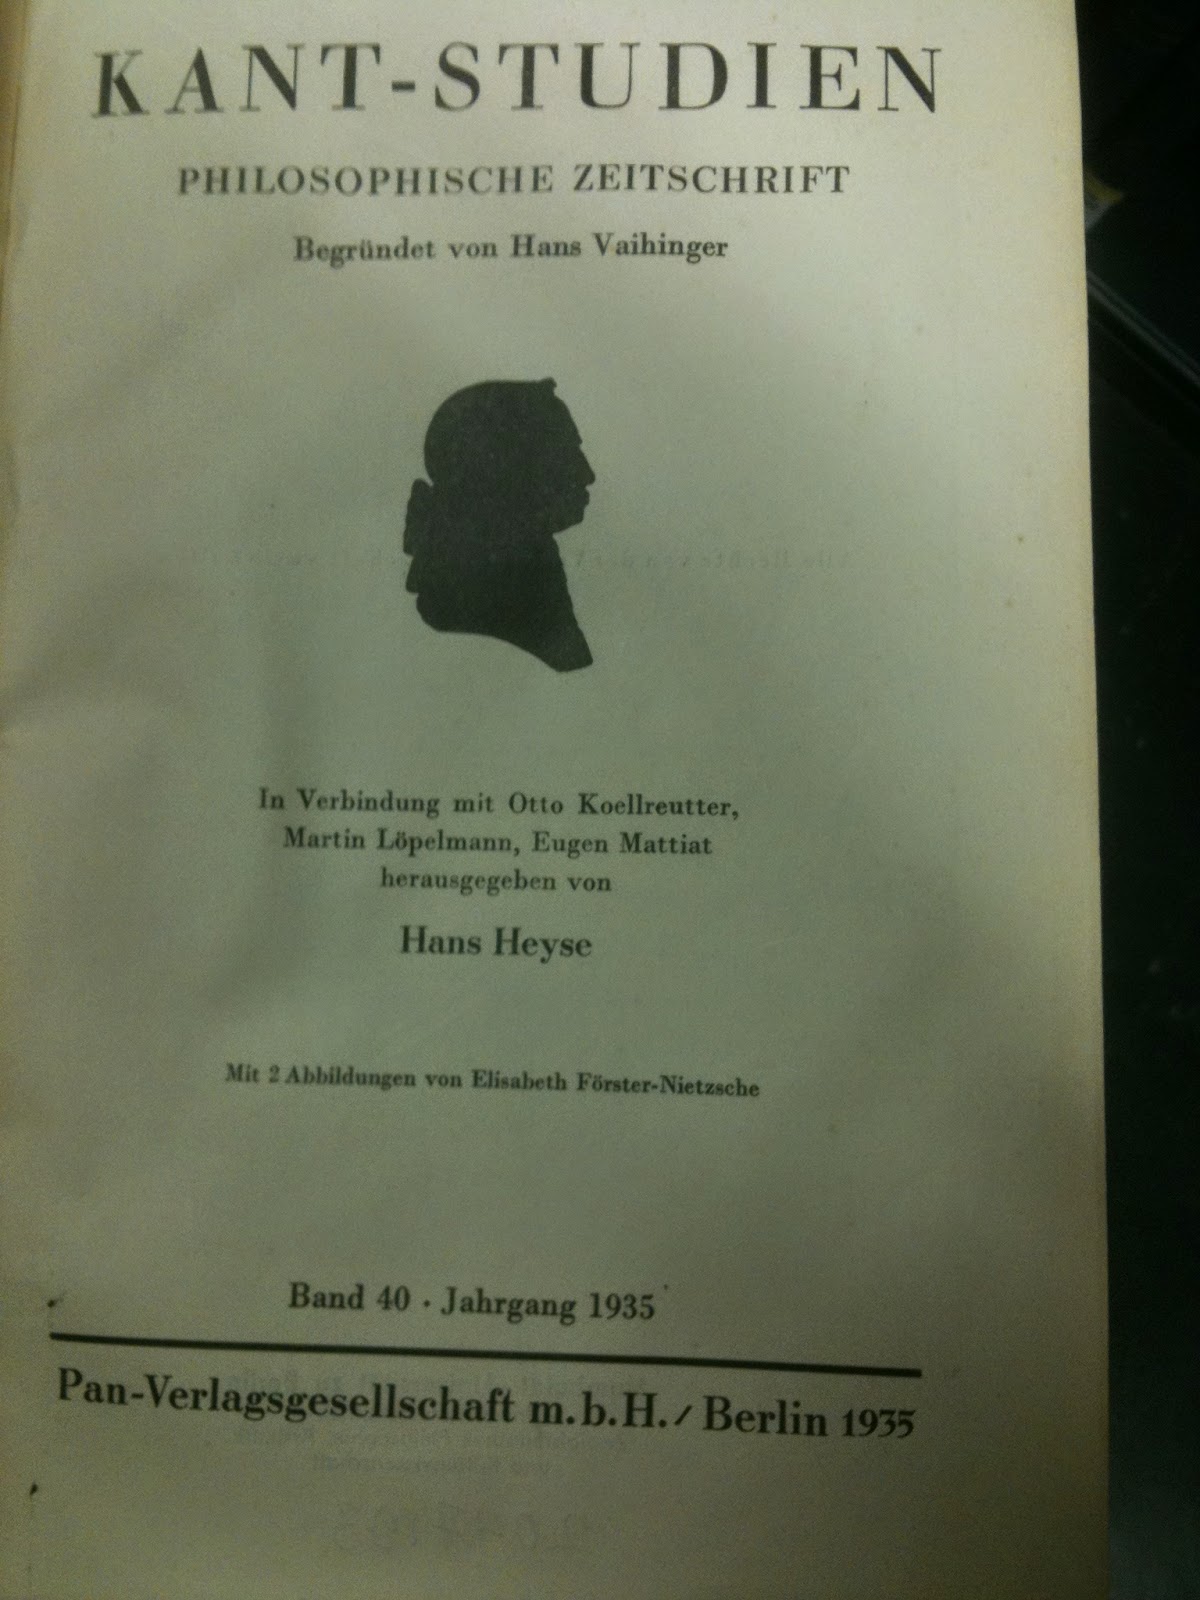 KANT-STUDIEN
PHILOSOPHISCHE ZEITSCHRIFT
Begründet von Hans Vaihinger
In Verbindung mit Otto Koellreutter,
Martin Löpelmann, Eugen Mattiat
herausgegeben von
Hans Heyse
Mit 2 Abbildungen von Elisabeth Förster-Nietzsche
Band 40 · Jahrgang 1935
Pan-Verlagsgesellschaft m.b.H. / Berlin 1935